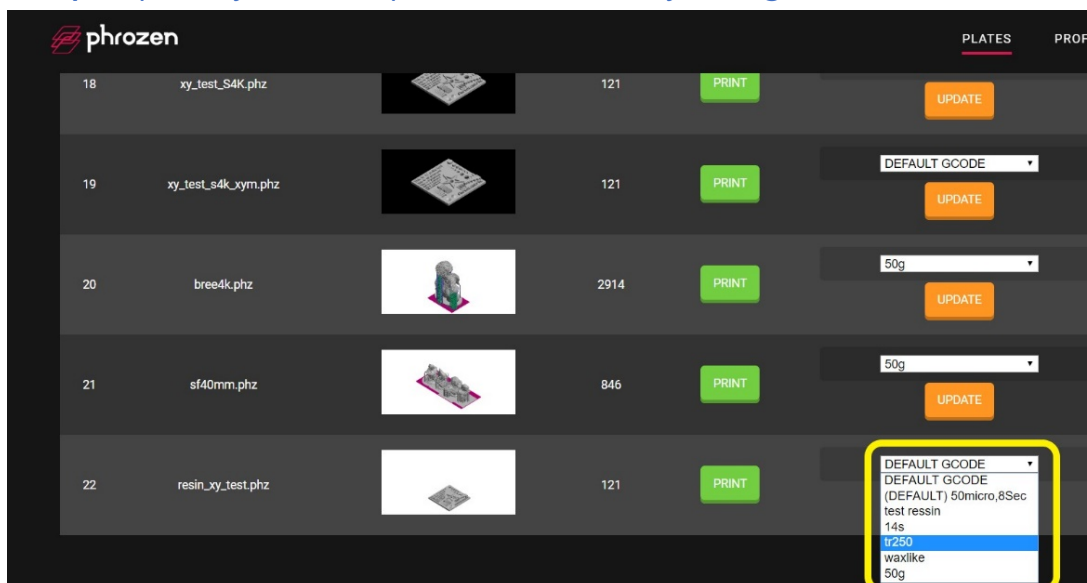 phrozen
PLATES PROF
18 xy_test_S4K.phz 121 PRINT UPDATE
DEFAULT GCODE
19 xy_test_s4k_xym.phz 121 PRINT
UPDATE
50g
20 bree4k.phz 2914 PRINT
UPDATE
50g
21 sf40mm.phz 846 PRINT
UPDATE
DEFAULT GCODE
22 resin_xy_test.phz 121 PRINT
DEFAULT GCODE
(DEFAULT) 50micro,8Sec
test ressin
14s
tr250
waxlike
50g